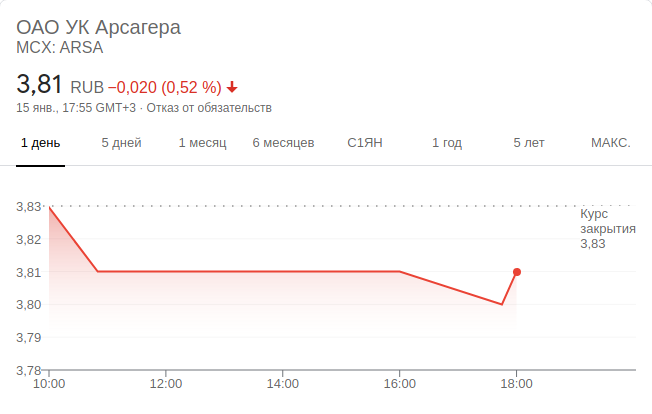 ОАО УК Арсагера
MCX: ARSA
3,81 RUB −0,020 (0,52 %)
15 янв., 17:55 GMT+3 · Отказ от обязательств
1 день 5 дней 1 месяц 6 месяцев С1ЯН 1 год 5 лет МАКС.
3,83
Курс
закрытия
3,83
3,82
3,81
3,80
3,79
3,78
10:00 12:00 14:00 16:00 18:00